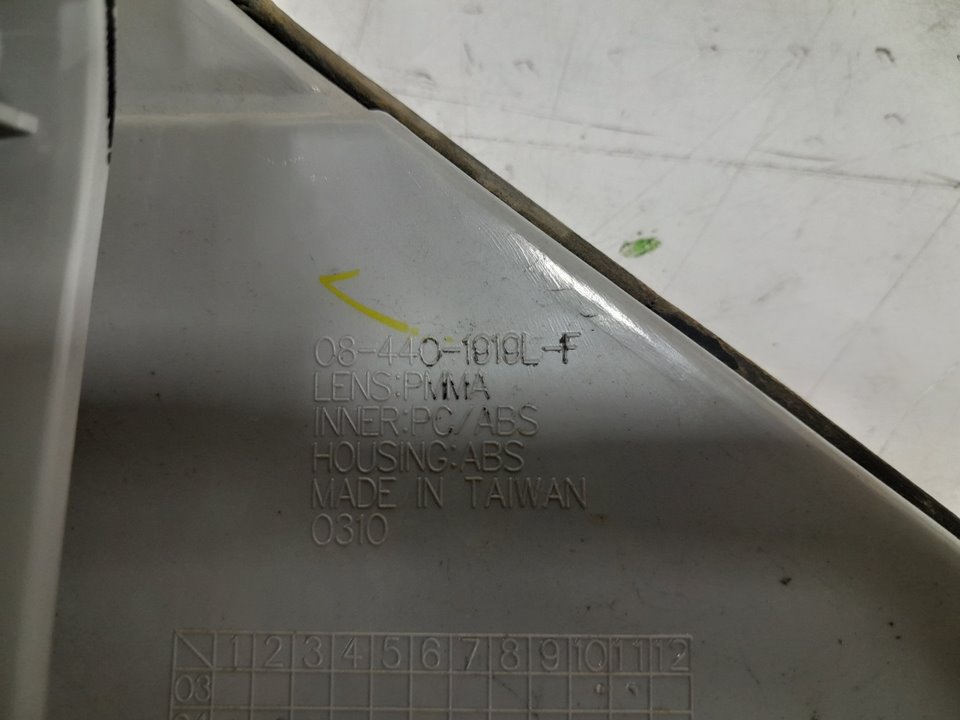 08-440-1919L-F
LENS:PMMA
INNER:PC/ABS
HOUSING:ABS
MADE IN TAIWAN
0310
1 2 3 4 5 6 7 8 9 10 11 12
03